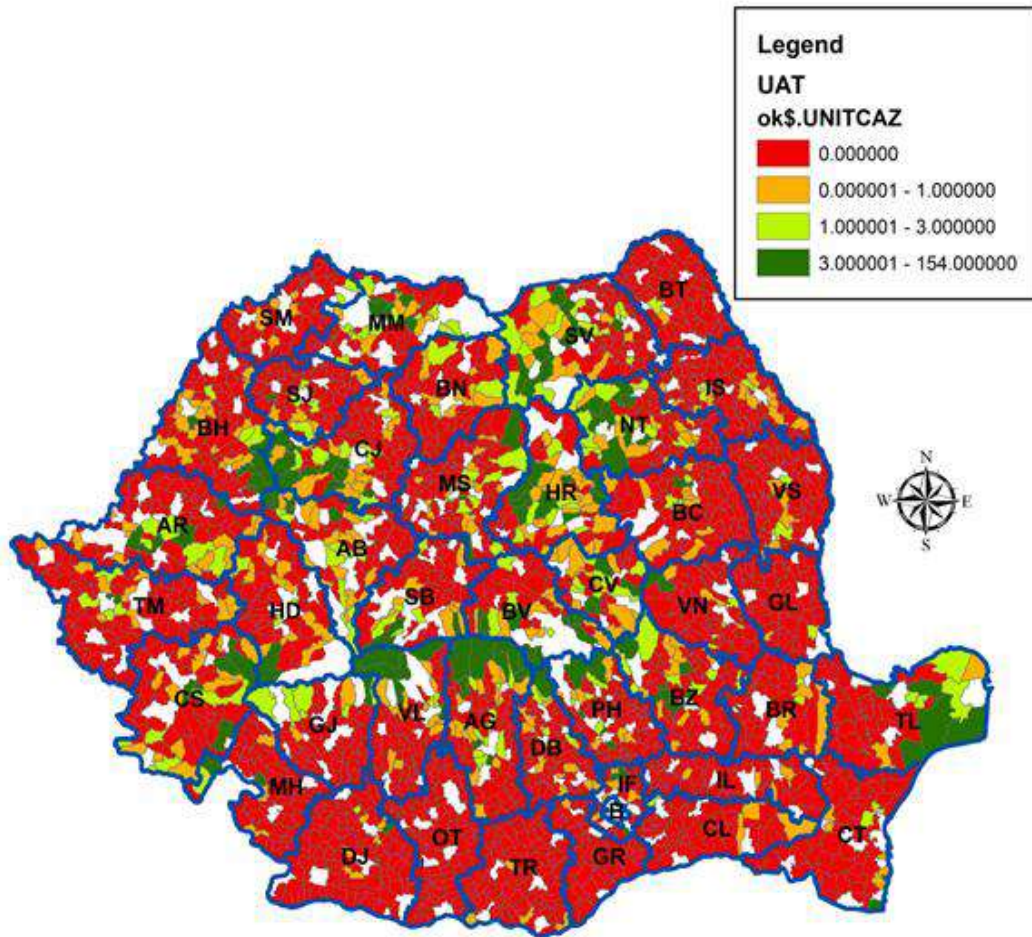 Legend
UAT
ok$.UNITCAZ
0.000000
0.000001 - 1.000000
1.000001 - 3.000000
3.000001 - 154.000000
BT
SM
MM
SV
SJ
BN
IS
BH
CJ
NT
MS
HR
VS
BC
AR
AB
N
W
E
S
TM
HD
SB
BV
CV
VN
GL
CS
GJ
VL
AG
DB
PH
BZ
BR
TL
MH
IF
IL
B
CL
CT
DJ
OT
TR
GR